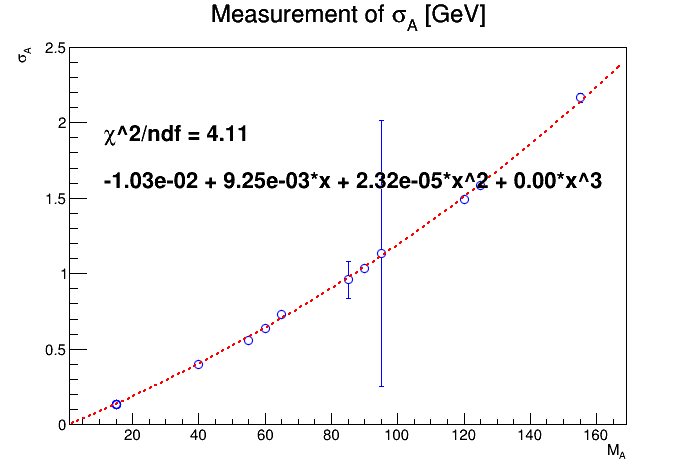 Measurement of σ_A [GeV]
σ_A
2.5
2
1.5
1
0.5
0
χ^2/ndf = 4.11
-1.03e-02 + 9.25e-03*x + 2.32e-05*x^2 + 0.00*x^3
20 40 60 80 100 120 140 160
M_A